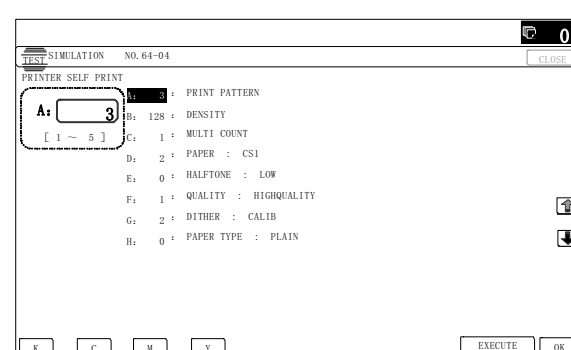 0
TEST SIMULATION NO.64-04
CLOSE
PRINTER SELF PRINT
A: 3
[ 1 ~ 5 ]
A: 3 : PRINT PATTERN
B: 128 : DENSITY
C: 1 : MULTI COUNT
D: 2 : PAPER : CS1
E: 0 : HALFTONE : LOW
F: 1 : QUALITY : HIGHQUALITY
G: 2 : DITHER : CALIB
H: 0 : PAPER TYPE : PLAIN
K C M Y EXECUTE OK